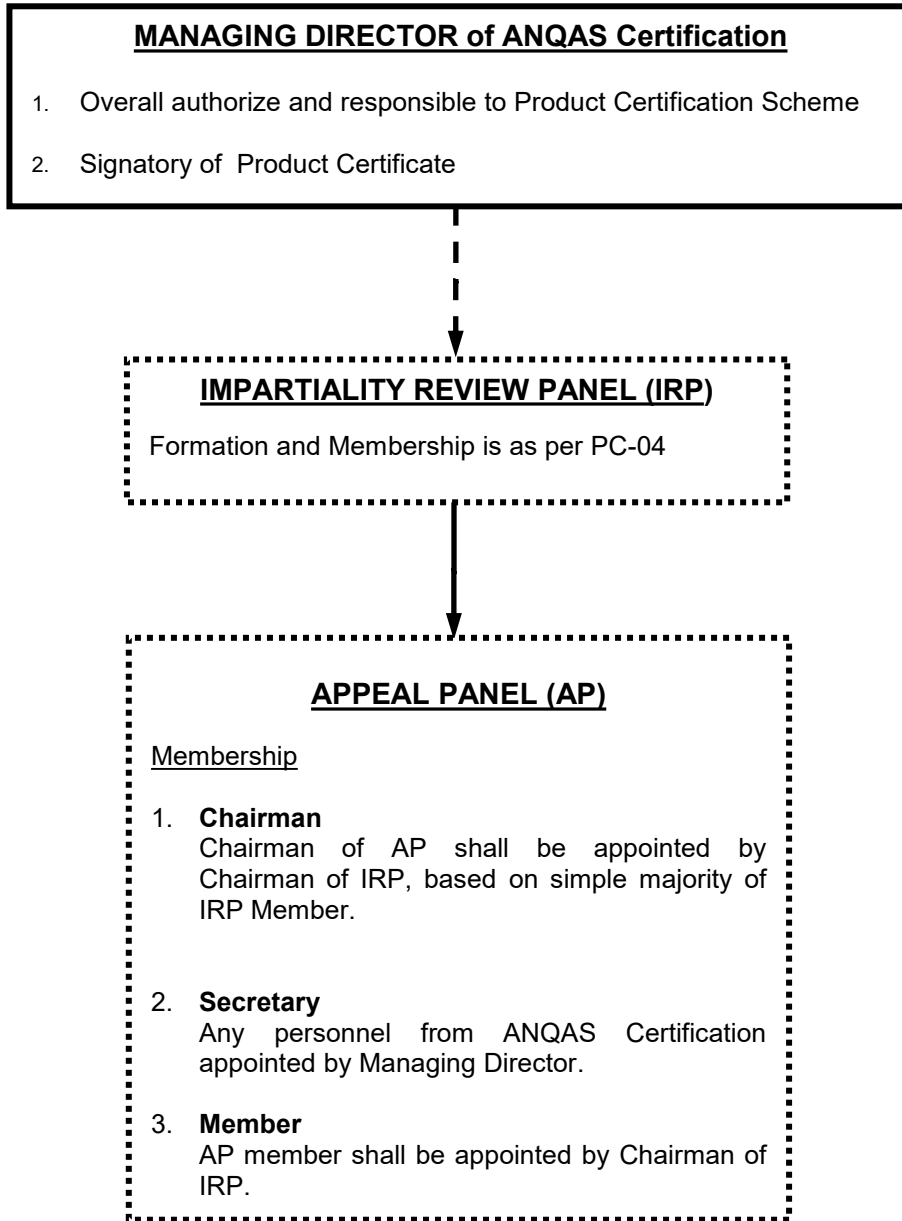 MANAGING DIRECTOR of ANQAS Certification
1. Overall authorize and responsible to Product Certification Scheme
2. Signatory of Product Certificate
IMPARTIALITY REVIEW PANEL (IRP)
Formation and Membership is as per PC-04
APPEAL PANEL (AP)
Membership
1. Chairman
Chairman of AP shall be appointed by
Chairman of IRP, based on simple majority of
IRP Member.
2. Secretary
Any personnel from ANQAS Certification
appointed by Managing Director.
3. Member
AP member shall be appointed by Chairman of
IRP.